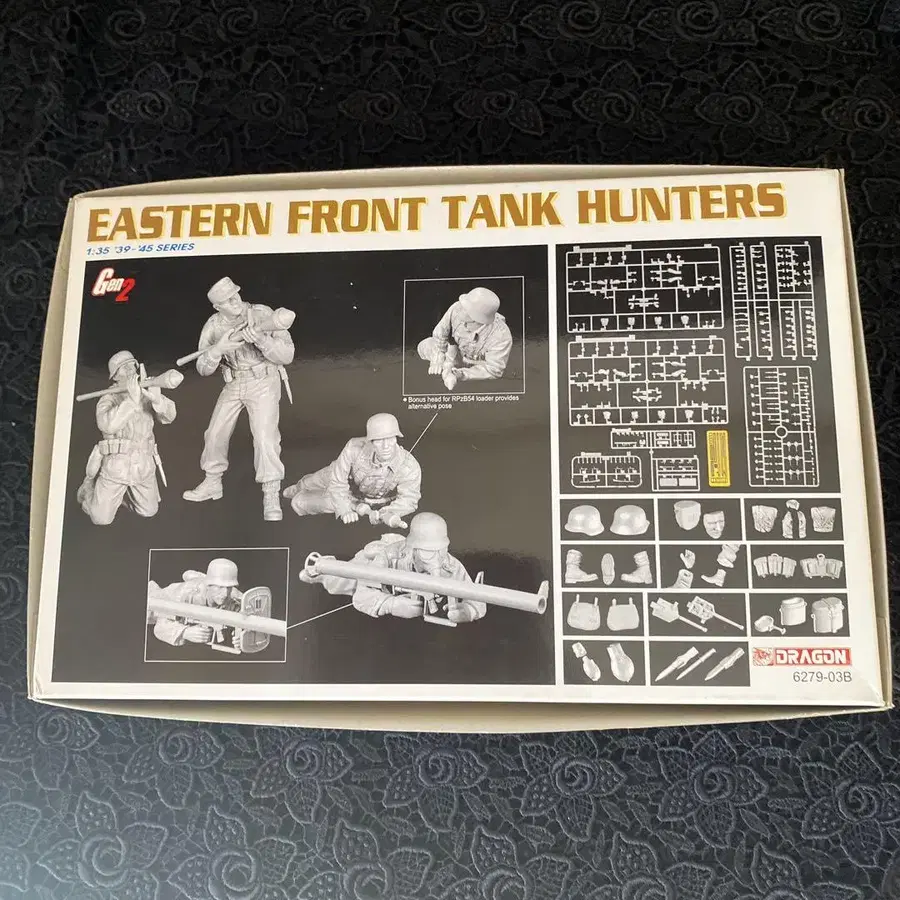 EASTERN FRONT TANK HUNTERS
1:35 '39-'45 SERIES
Gen2
● Bonus head for RPzB54 loader provides
alternative pose
DRAGON
6279-03B